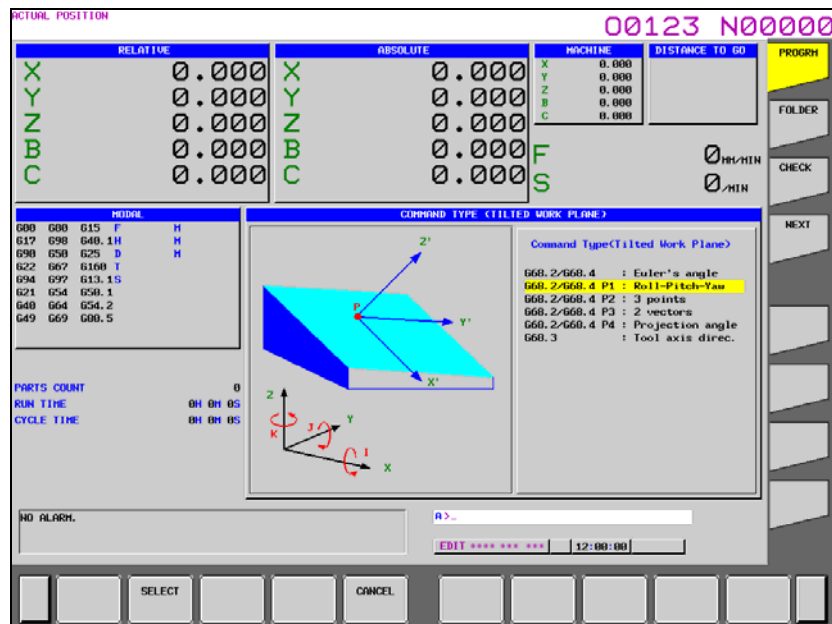 ACTUAL POSITION
O0123 N00000
RELATIVE
X 0.000
Y 0.000
Z 0.000
B 0.000
C 0.000
ABSOLUTE
X 0.000
Y 0.000
Z 0.000
B 0.000
C 0.000
MACHINE
X 0.000
Y 0.000
Z 0.000
B 0.000
C 0.000
DISTANCE TO GO
F 0 MM/MIN
S 0 /MIN
PROGRM
FOLDER
CHECK
NEXT
MODAL
G00 G80 G15 F M
G17 G98 G40.1 H M
G90 G50 G25 D M
G22 G67 G160 T
G94 G97 G13.1 S
G21 G54 G50.1
G40 G64 G54.2
G49 G69 G80.5
PARTS COUNT 0
RUN TIME 0H 0M 0S
CYCLE TIME 0H 0M 0S
COMMAND TYPE (TILTED WORK PLANE)
Z'
P
Y'
X'
Z
Y
K
J
I
X
Command Type(Tilted Work Plane)
G68.2/G68.4 : Euler's angle
G68.2/G68.4 P1 : Roll-Pitch-Yaw
G68.2/G68.4 P2 : 3 points
G68.2/G68.4 P3 : 2 vectors
G68.2/G68.4 P4 : Projection angle
G68.3 : Tool axis direc.
NO ALARM.
A>_
EDIT **** *** *** 12:00:00
SELECT
CANCEL